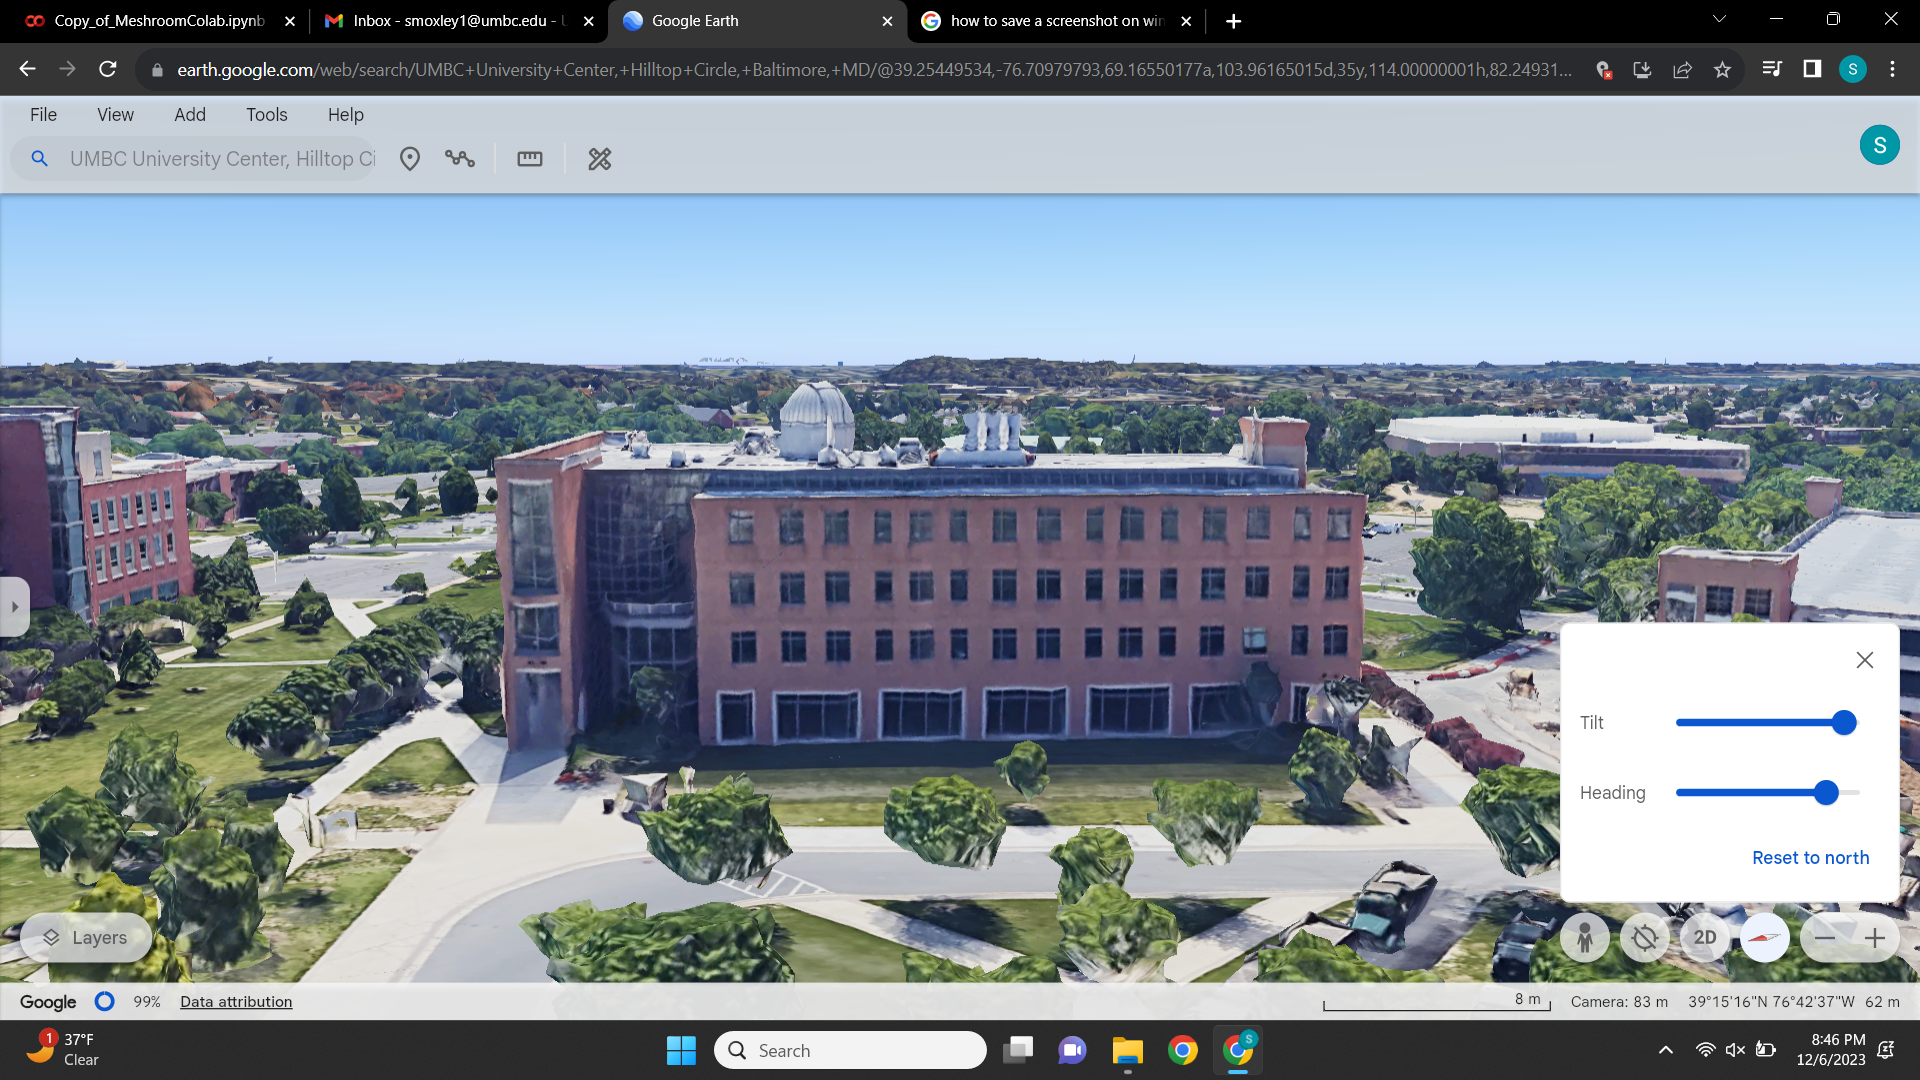 Copy_of_MeshroomColab.ipynb
Inbox - smoxley1@umbc.edu - U
Google Earth
how to save a screenshot on win
earth.google.com/web/search/UMBC+University+Center,+Hilltop+Circle,+Baltimore,+MD/@39.25449534,-76.70979793,69.16550177a,103.96165015d,35y,114.00000001h,82.24931...
S
File View Add Tools Help
UMBC University Center, Hilltop Ci
S
Tilt
Heading
Reset to north
Layers
2D
Google 99% Data attribution
8 m Camera: 83 m 39°15'16"N 76°42'37"W 62 m
1
37°F
Clear
Search
S
8:46 PM
12/6/2023